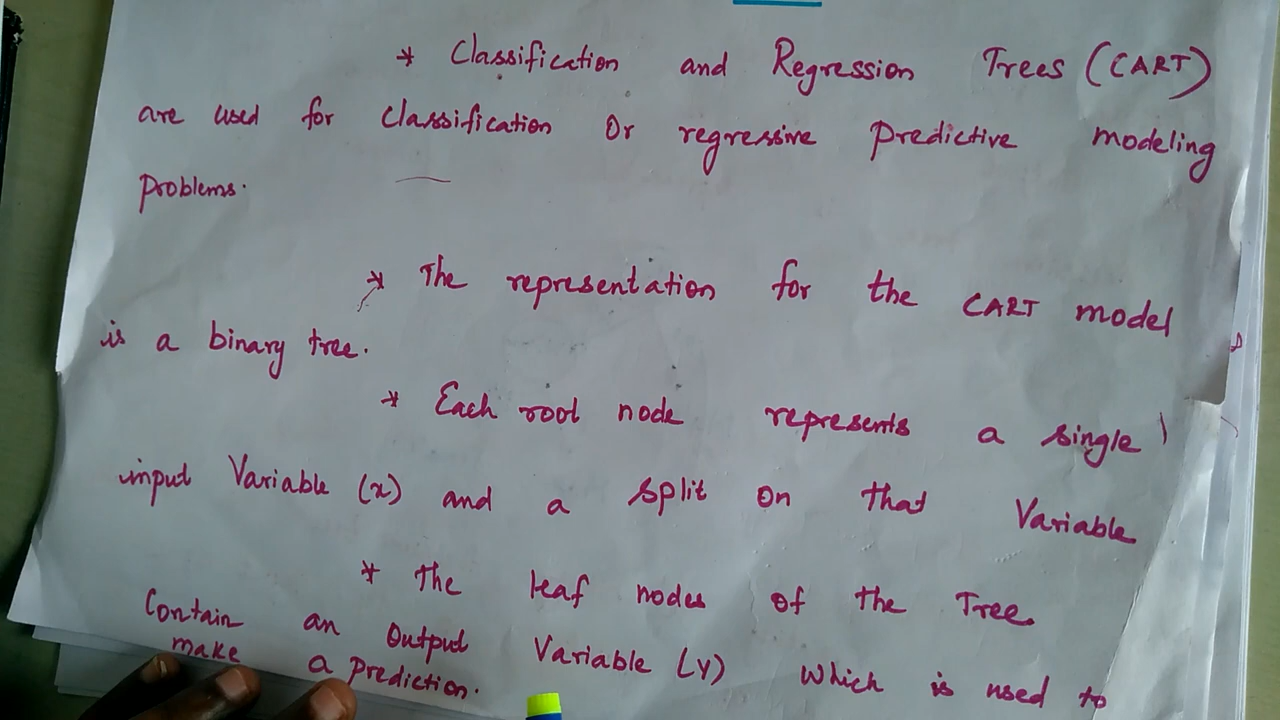 * Classification and Regression Trees (CART)
are used for classification Or regressive Predictive modeling
Problems.
* The representation for the CART model
is a binary tree.
* Each root node represents a single
input Variable (x) and a split on that Variable
* The leaf nodes of the Tree
Contain an Output Variable (y) which is used to
make a Prediction.